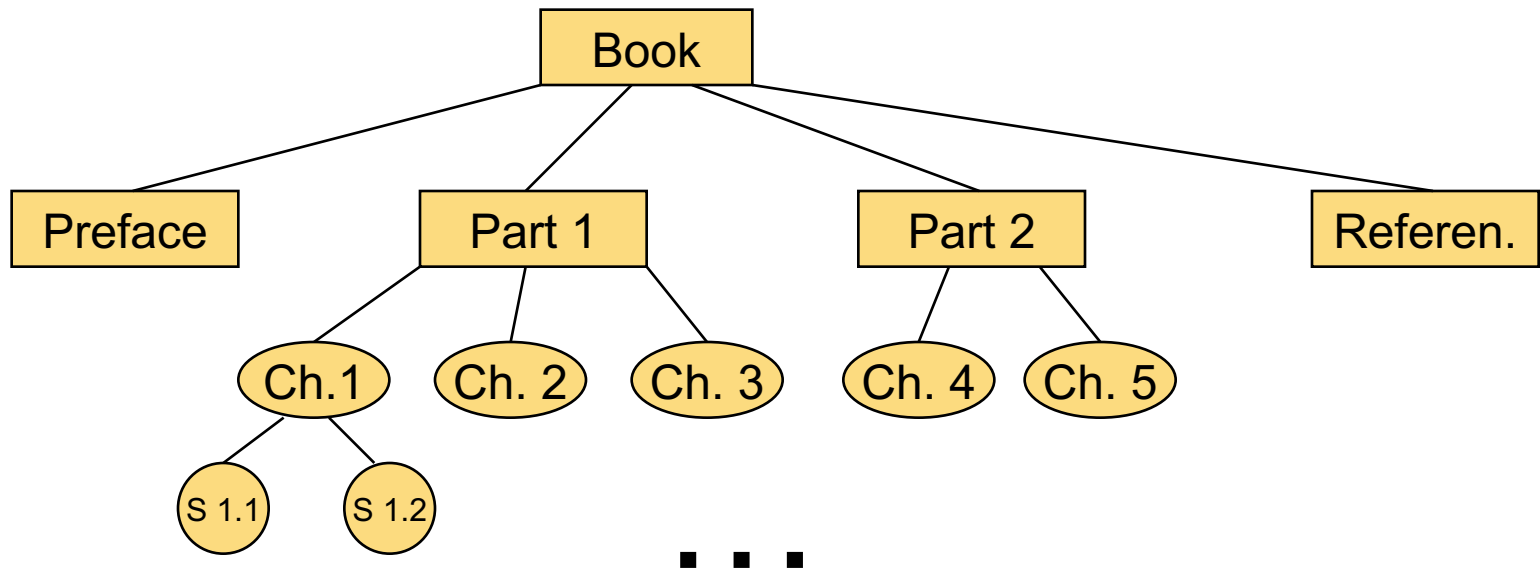 Book
Preface
Part 1
Part 2
Referen.
Ch.1
Ch. 2
Ch. 3
Ch. 4
Ch. 5
S 1.1
S 1.2
...